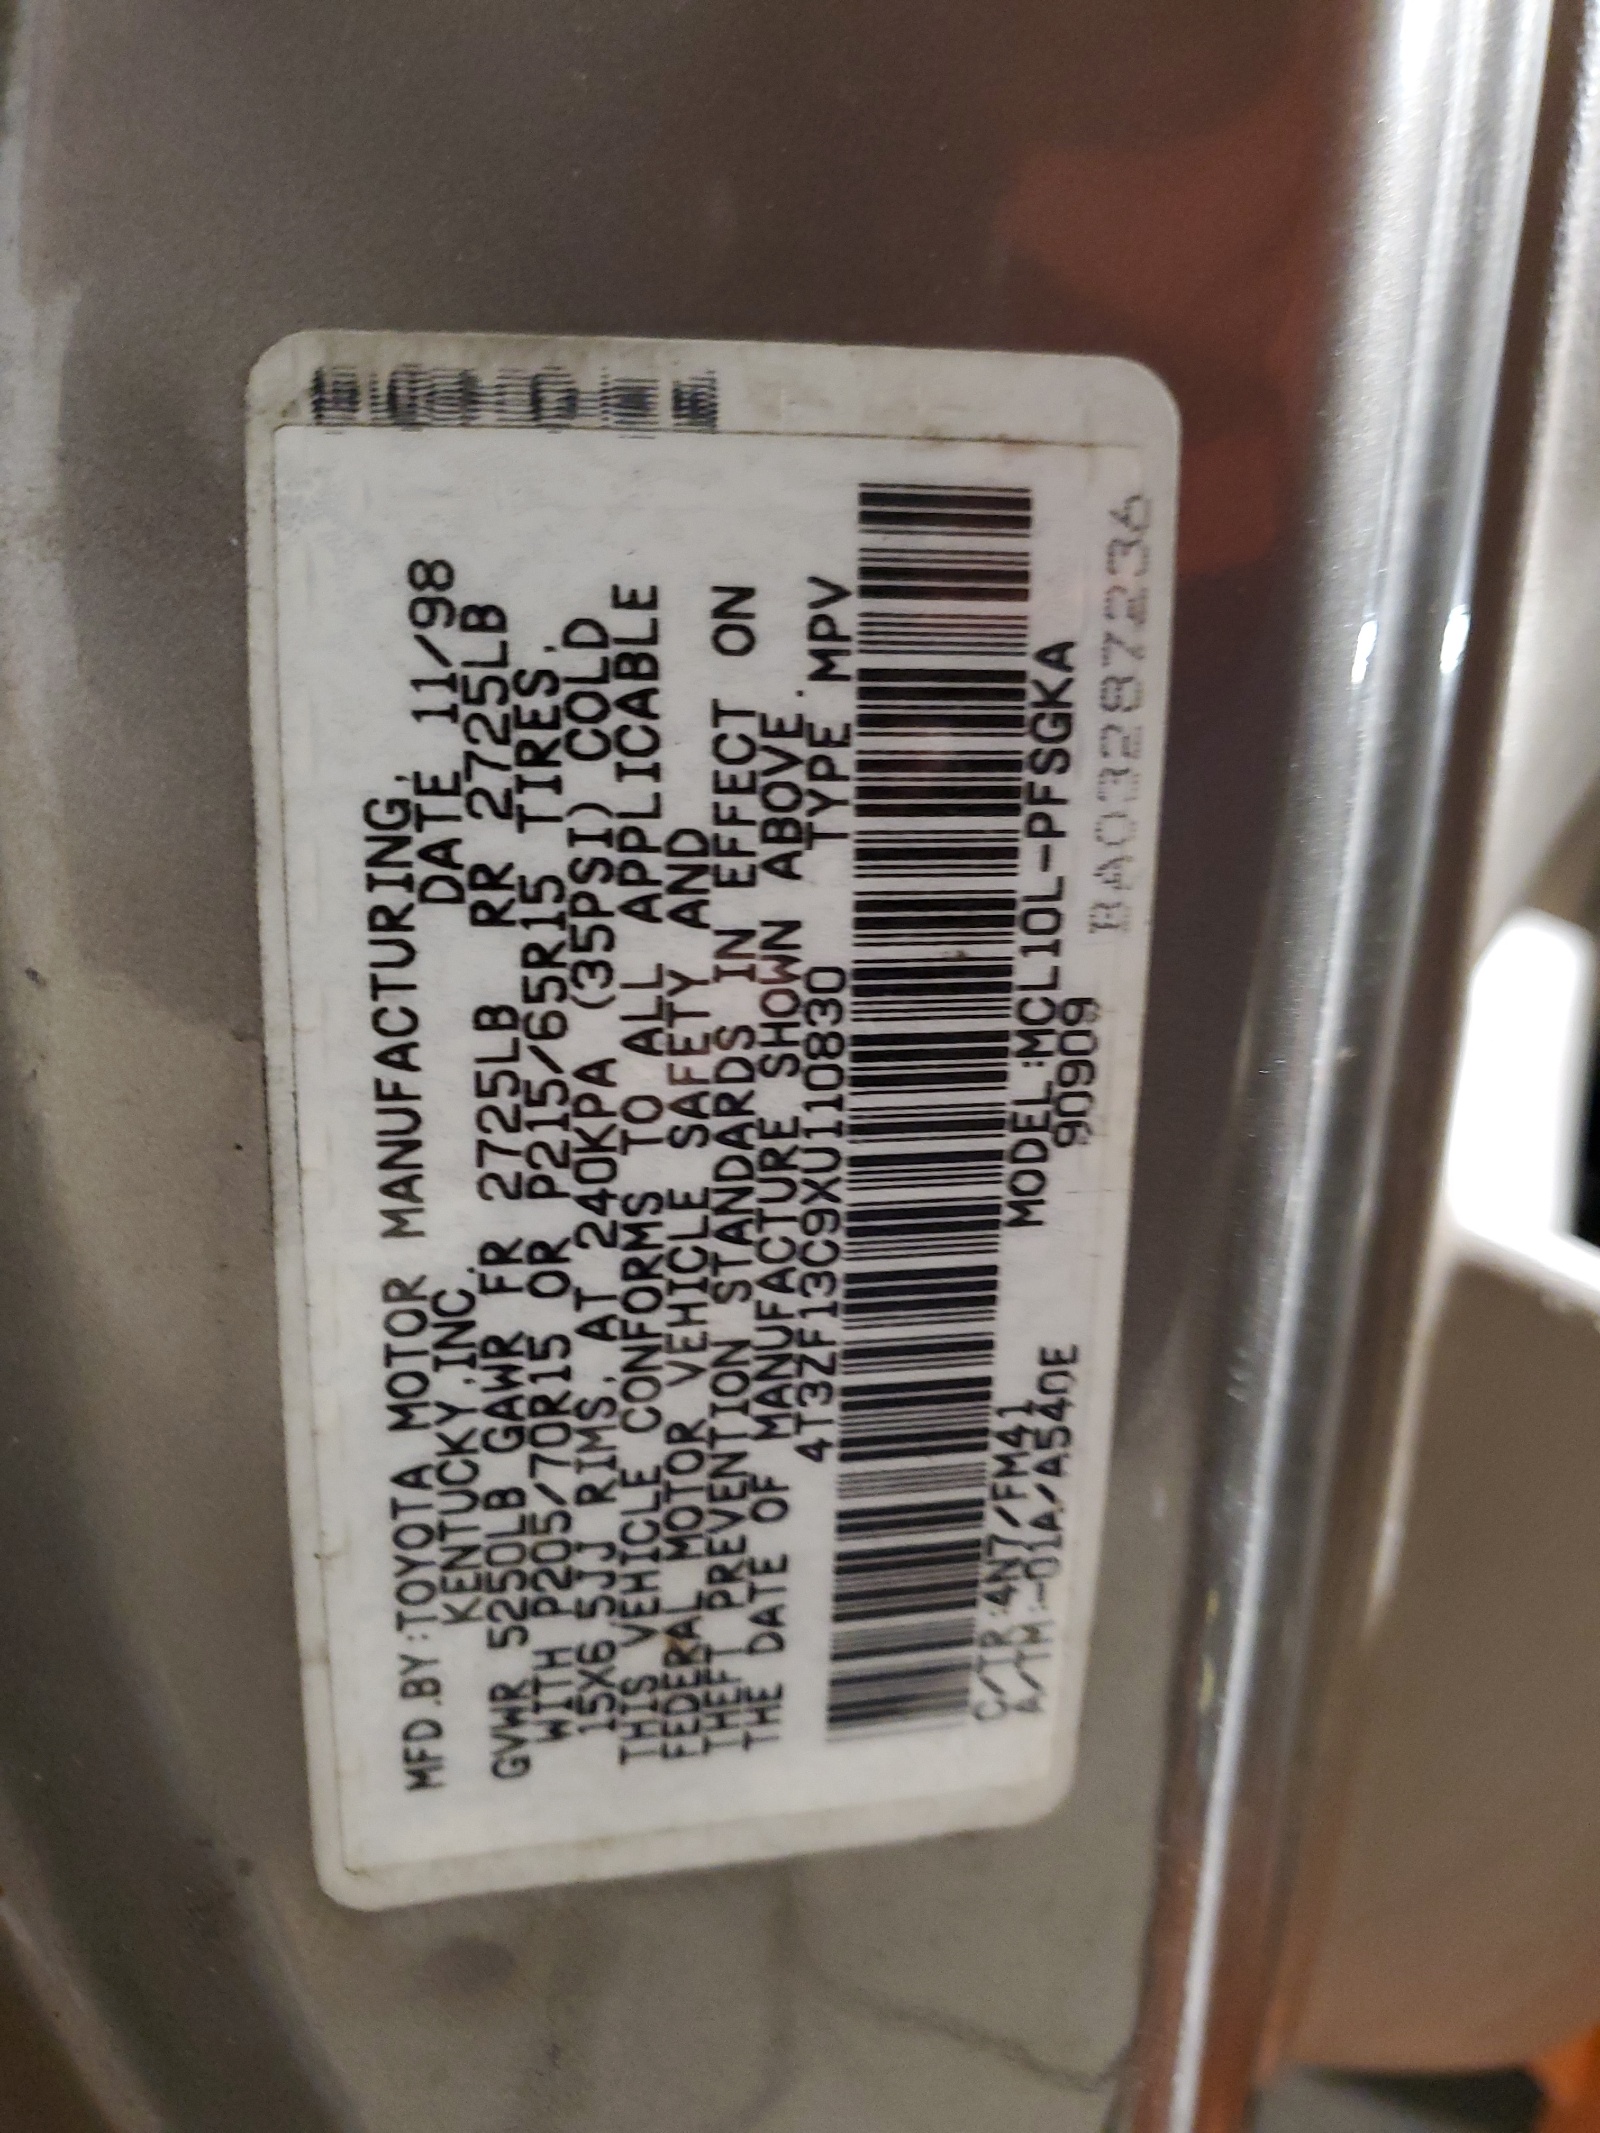 MFD.BY:TOYOTA MOTOR MANUFACTURING,
KENTUCKY,INC. DATE 11/98
GVWR 5250LB GAWR FR 2725LB RR 2725LB
WITH P205/70R15 OR P215/65R15 TIRES,
15X6.5JJ RIMS, AT 240KPA (35PSI) COLD
THIS VEHICLE CONFORMS TO ALL APPLICABLE
FEDERAL MOTOR VEHICLE SAFETY AND
THEFT PREVENTION STANDARDS IN EFFECT ON
THE DATE OF MANUFACTURE SHOWN ABOVE.
4T3ZF13C9XU110830 TYPE MPV
C/TR:4N7/FM41 MODEL:MCL10L-PFSGKA
A/TM:-01A/A540E 90909
BA03287236